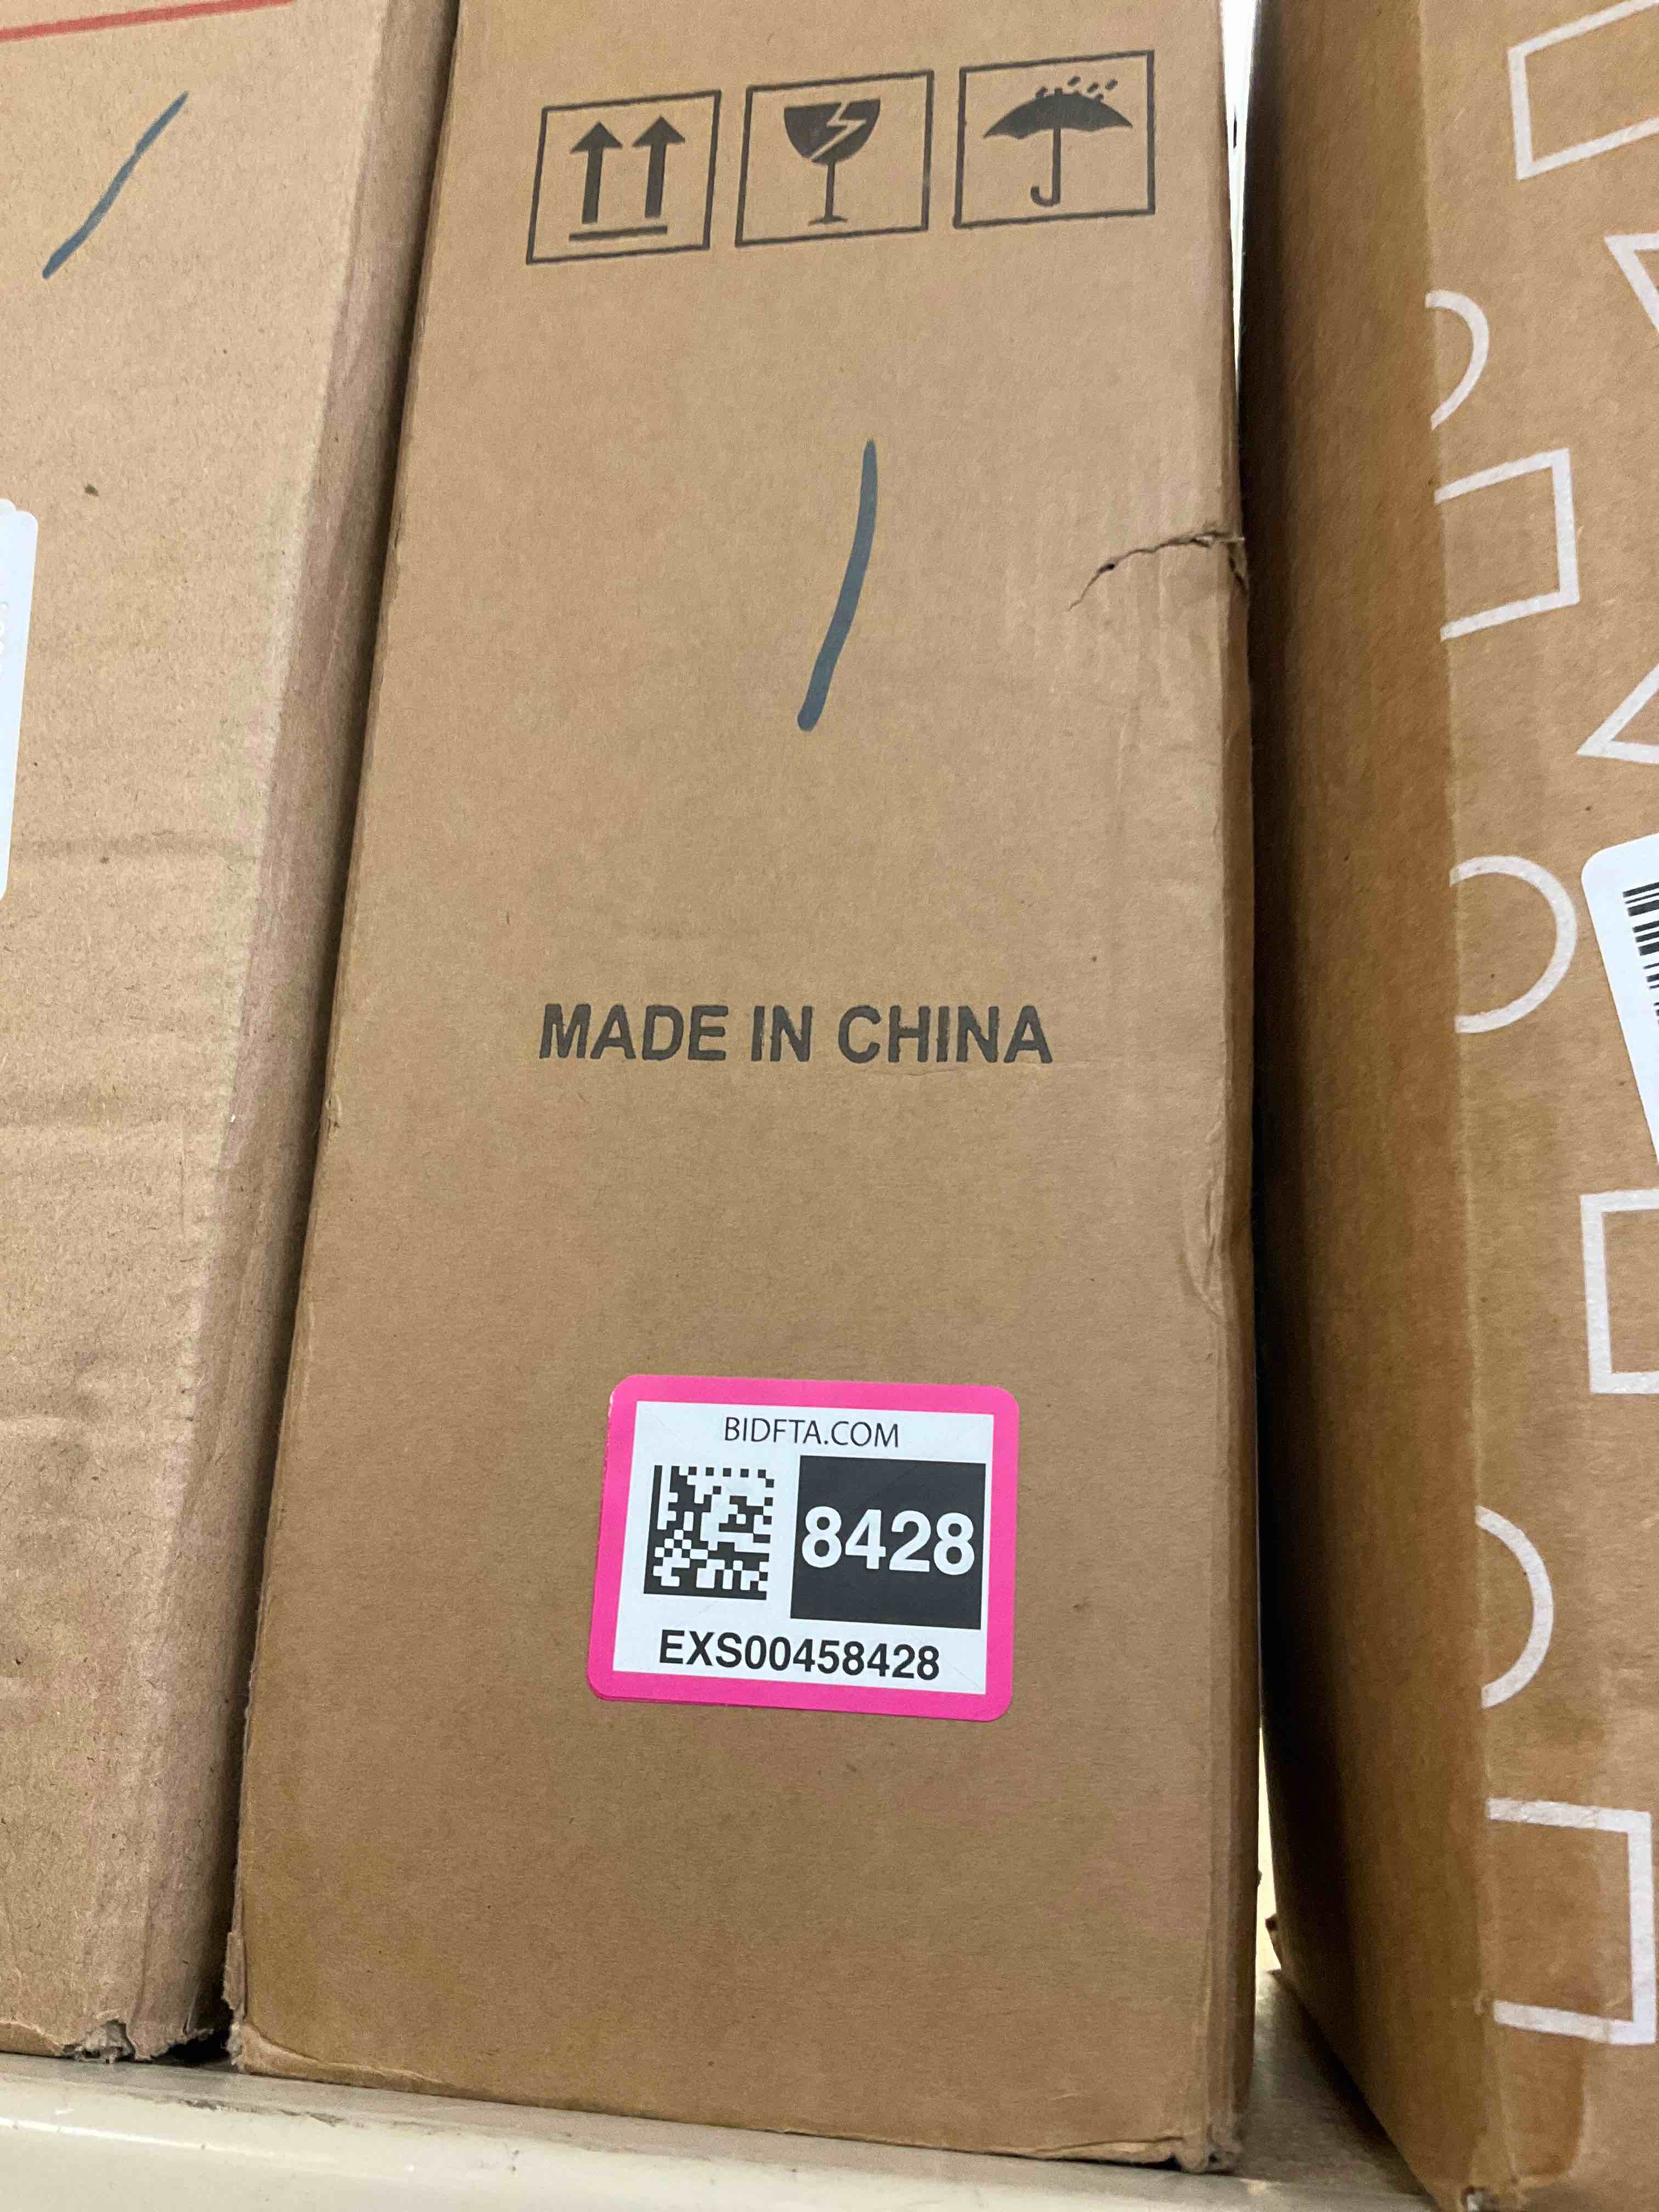 MADE IN CHINA
BIDFTA.COM
8428
EXS00458428